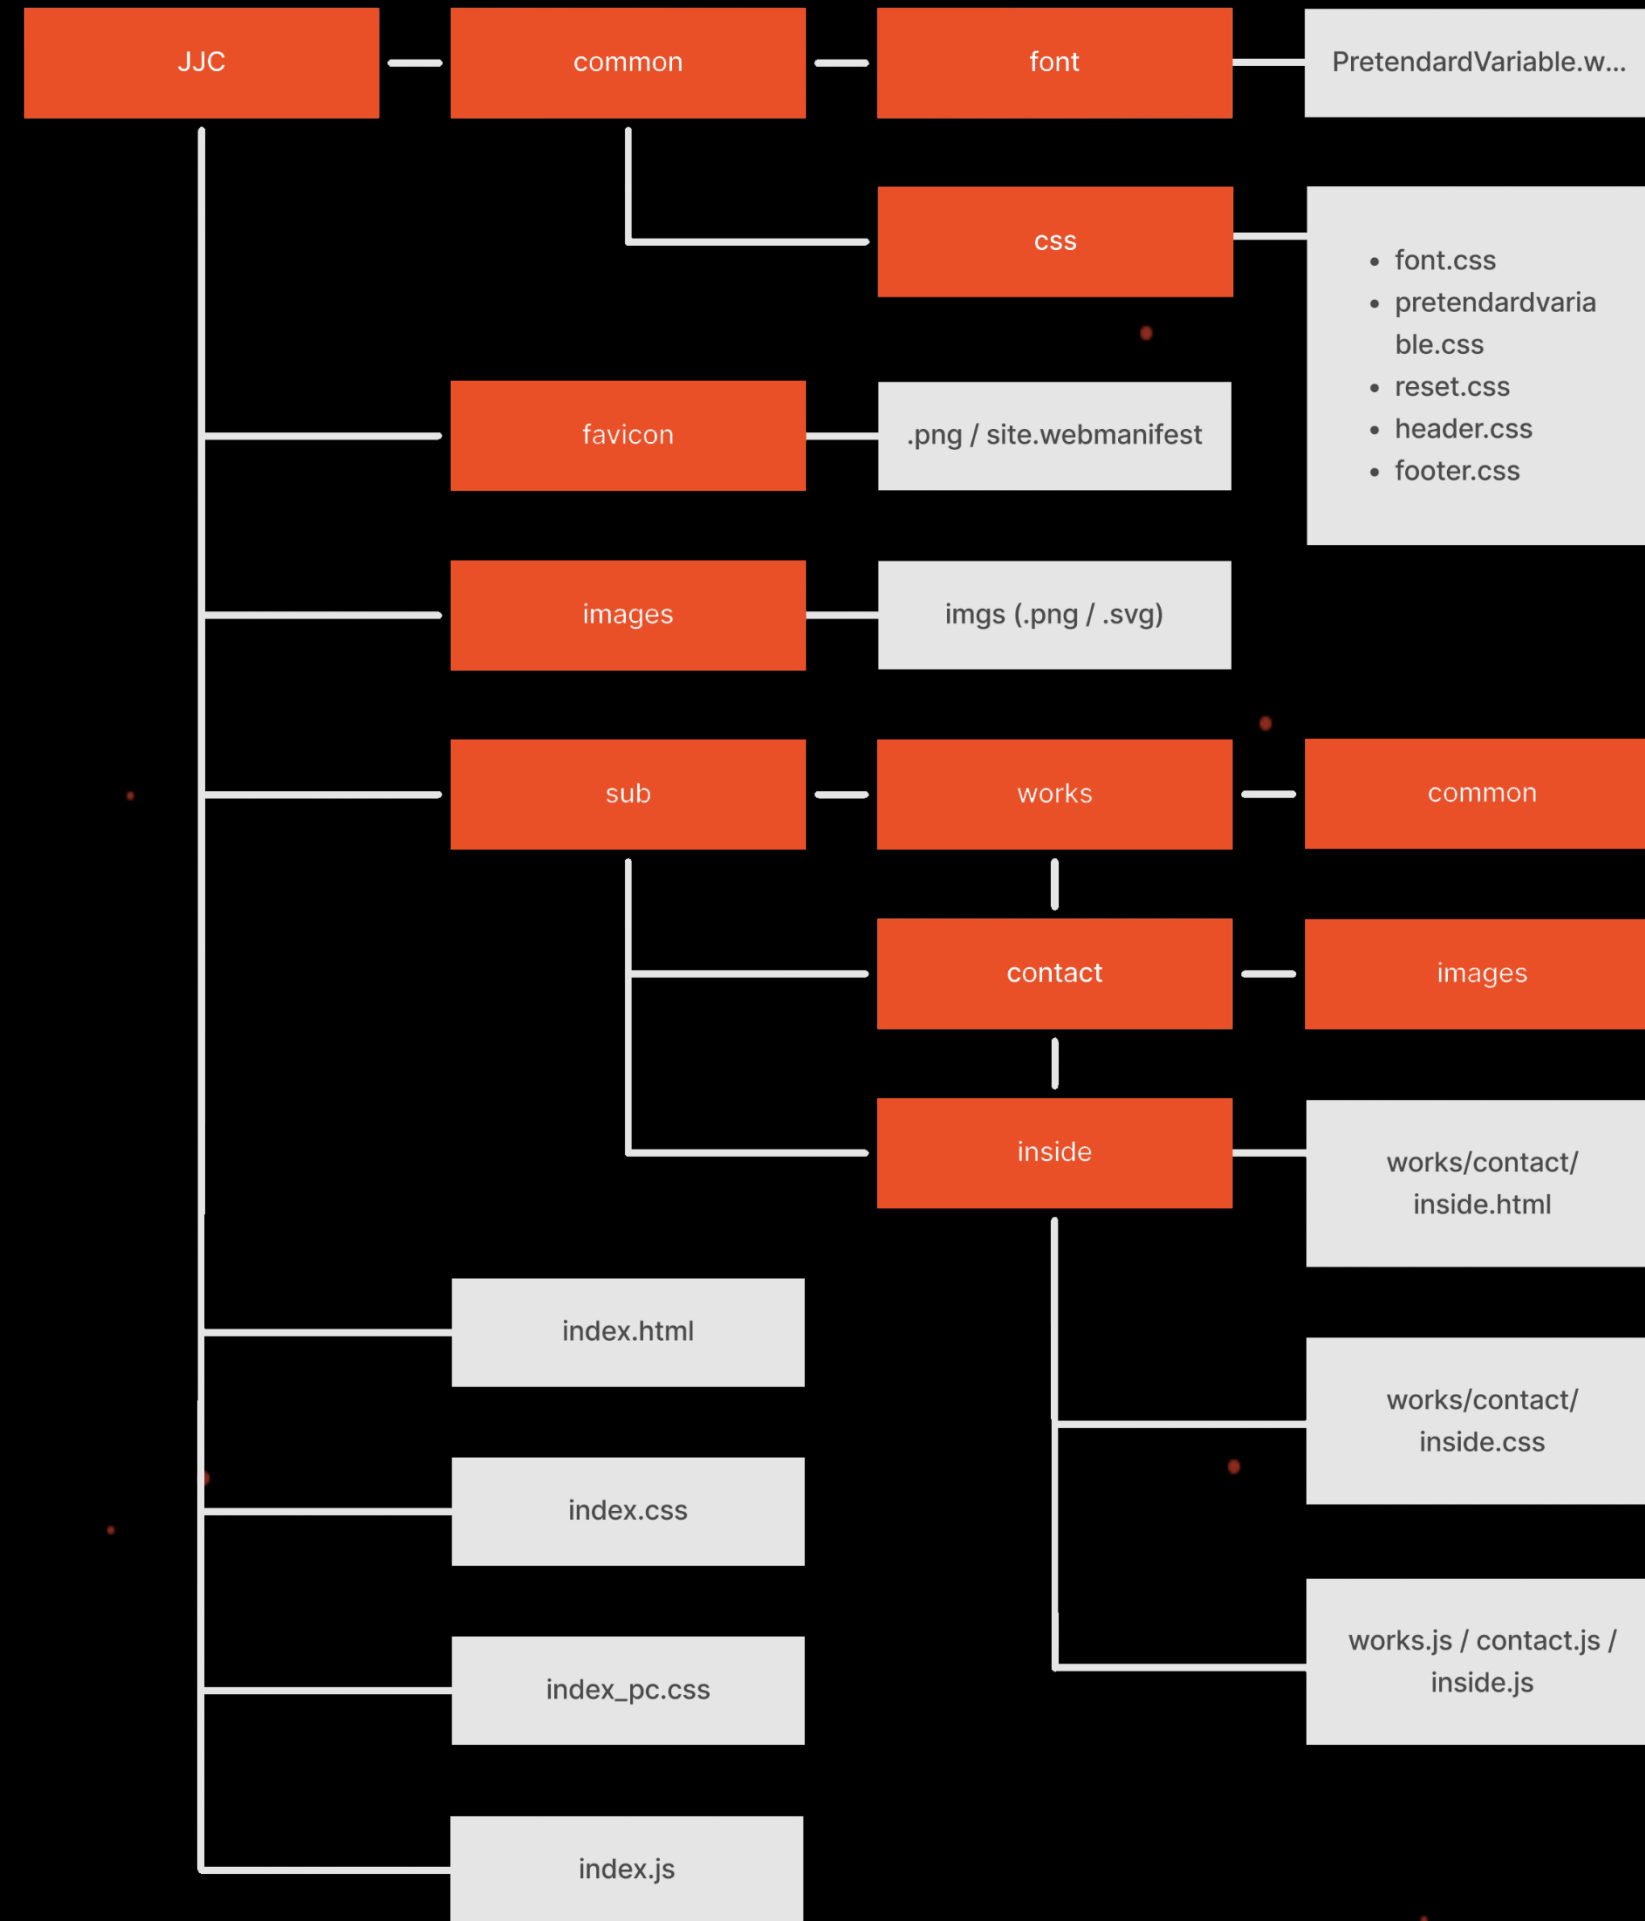 JJC
common
font
PretendardVariable.w...
css
• font.css
• pretendardvaria
ble.css
• reset.css
• header.css
• footer.css
favicon
.png / site.webmanifest
images
imgs (.png / .svg)
sub
works
common
contact
images
inside
works/contact/
inside.html
index.html
works/contact/
inside.css
index.css
works.js / contact.js /
inside.js
index_pc.css
index.js